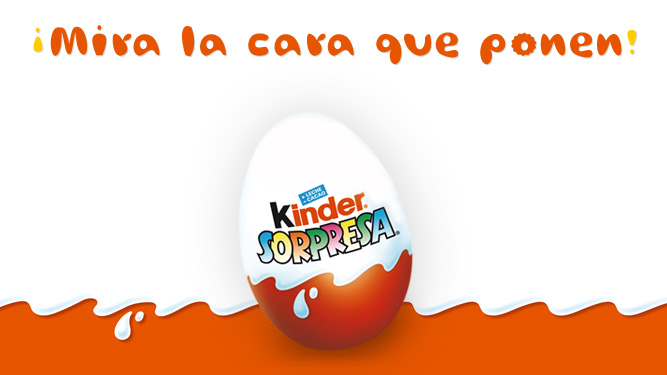 ¡Mira la cara que ponen!
+ LECHE
- CACAO
Kinder®
SORPRESA®